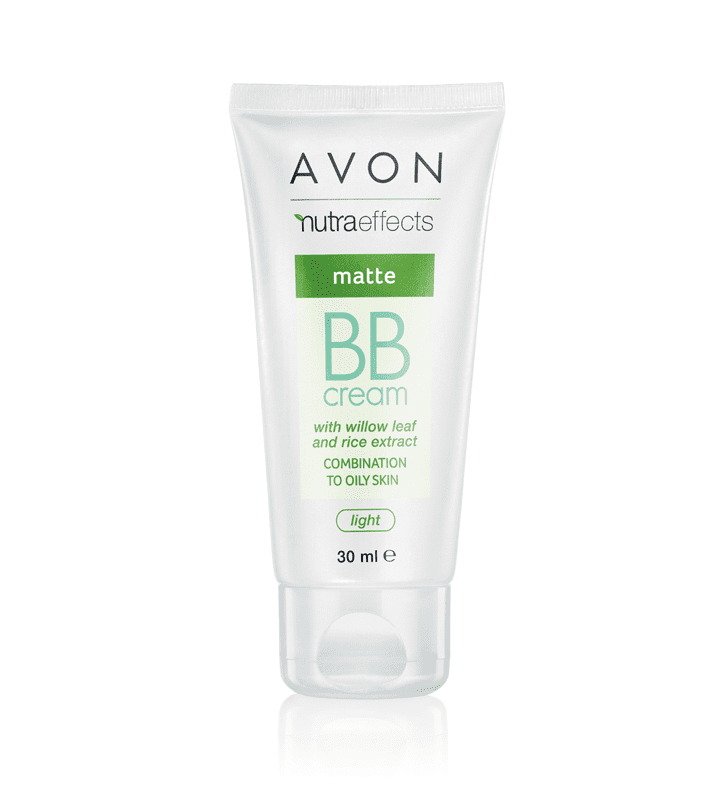 AVON
nutraeffects
matte
BB
cream
with willow leaf
and rice extract
COMBINATION
TO OILY SKIN
light
30 ml ℮